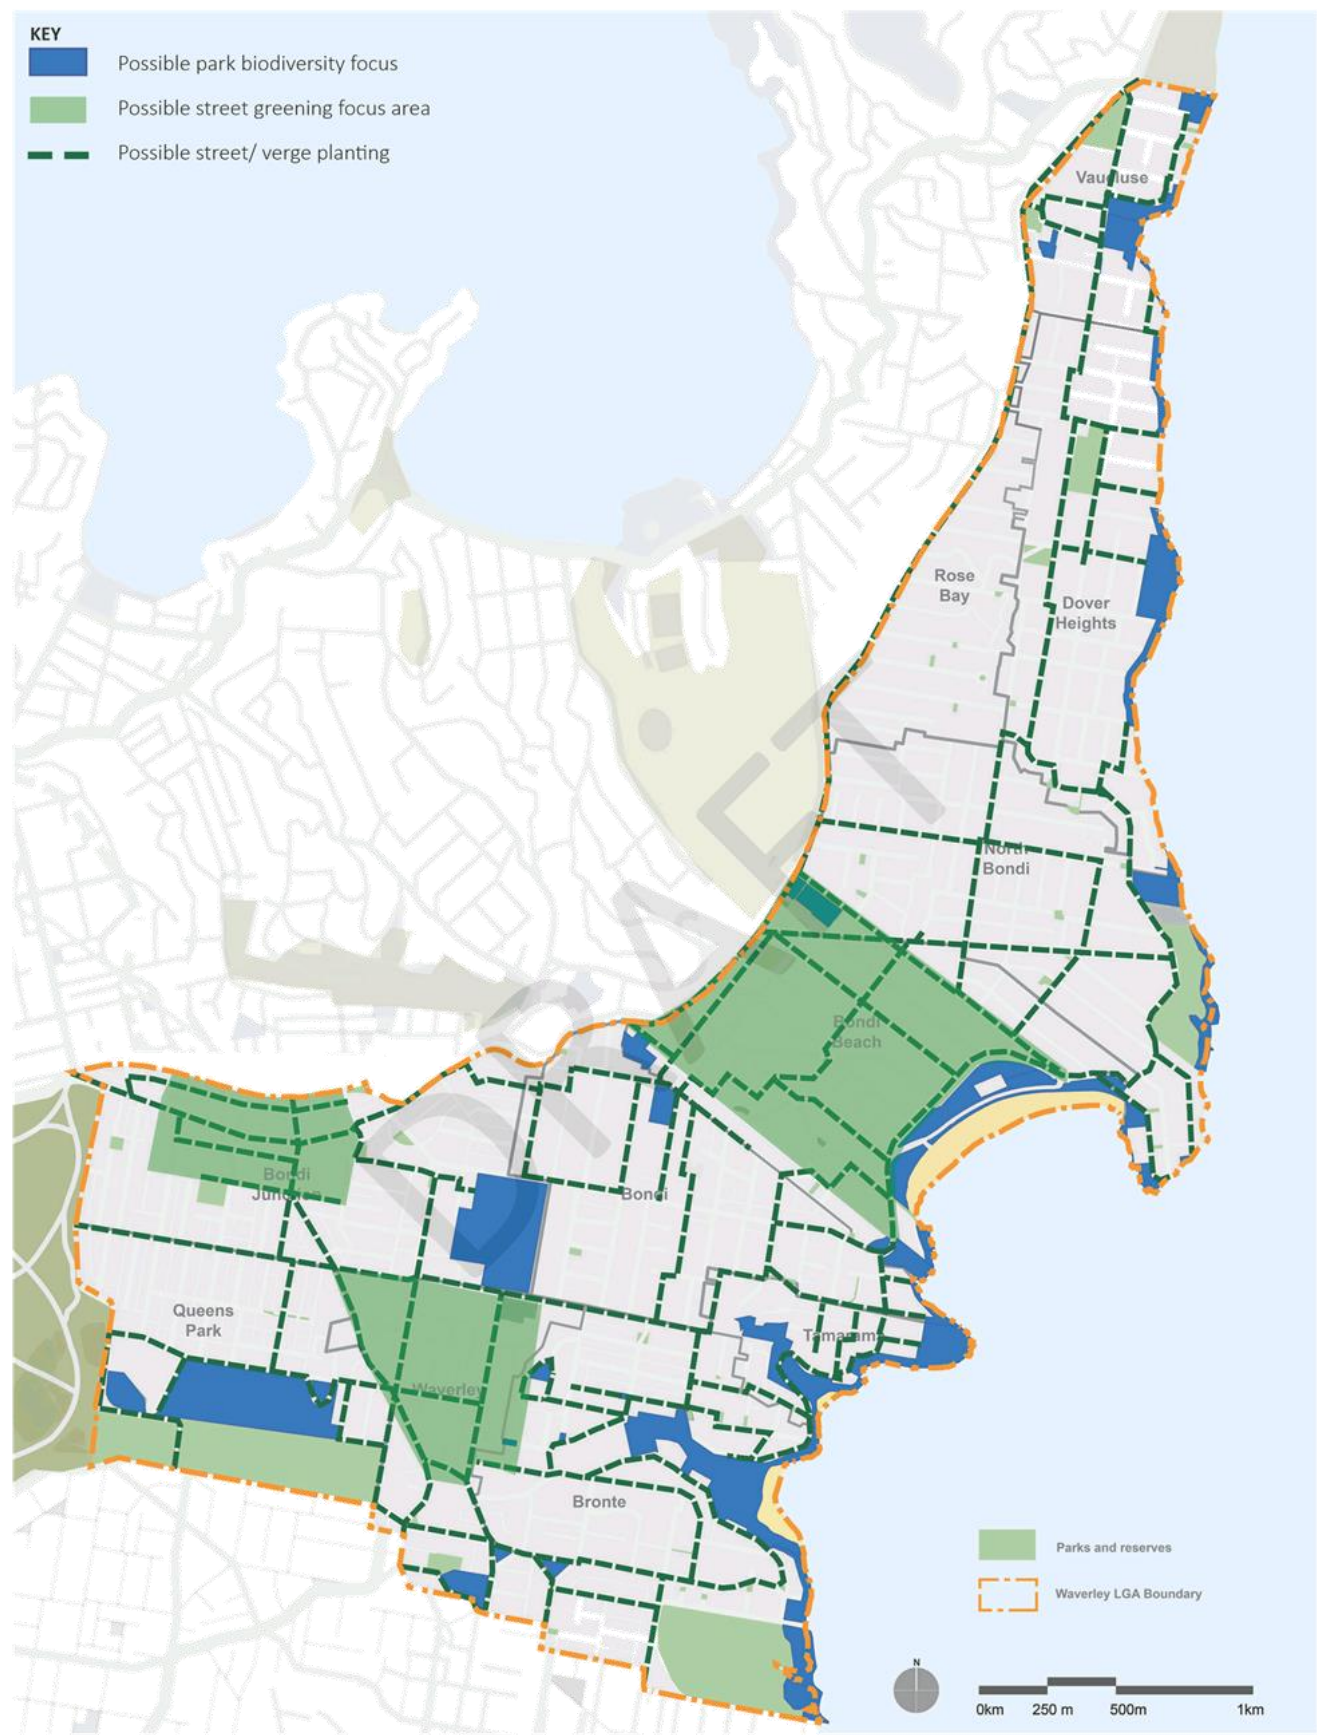 KEY
Possible park biodiversity focus
Possible street greening focus area
Possible street/ verge planting
Vaucluse
Rose
Bay
Dover
Heights
North
Bondi
DRAFT
Bondi
Beach
Bondi
Junction
Bondi
Queens
Park
Tamarama
Waverley
Bronte
Parks and reserves
Waverley LGA Boundary
N
0km 250 m 500m 1km